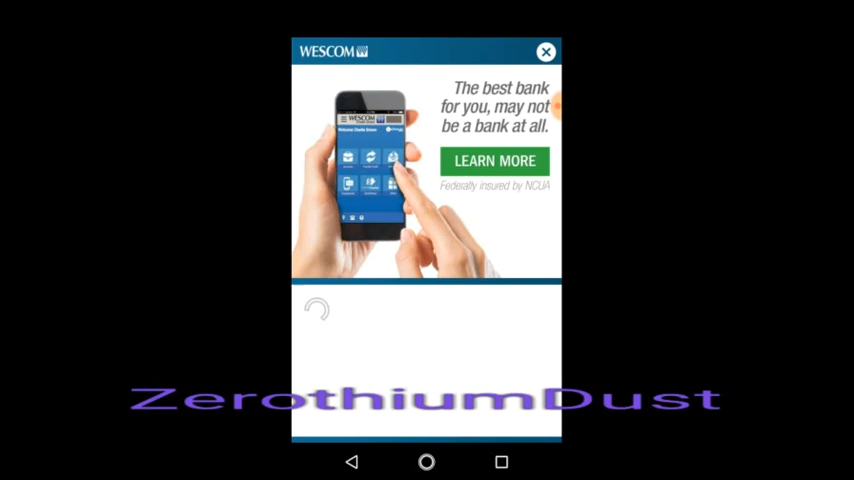 WESCOM
The best bank
for you, may not
be a bank at all.
LEARN MORE
Federally insured by NCUA
WESCOM
ZerothiumDust